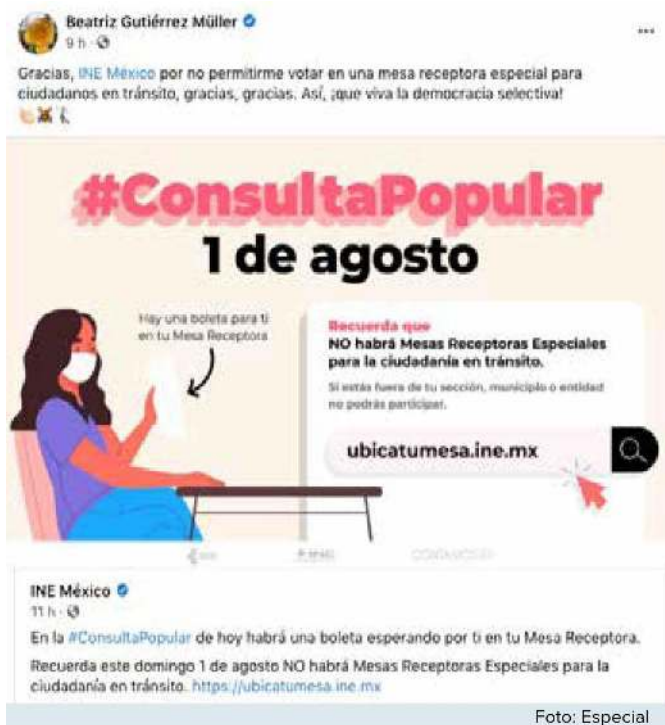 Beatriz Gutiérrez Müller
9 h
Gracias, INE México por no permitirme votar en una mesa receptora especial para
ciudadanos en tránsito, gracias, gracias. Así, ¡que viva la democracia selectiva!
#ConsultaPopular
1 de agosto
Hay una boleta para ti
en tu Mesa Receptora
Recuerda que
NO habrá Mesas Receptoras Especiales
para la ciudadanía en tránsito.
Si estás fuera de tu sección, municipio o entidad
no podrás participar.
ubicatumesa.ine.mx
INE México
11 h
En la #ConsultaPopular de hoy habrá una boleta esperando por ti en tu Mesa Receptora.
Recuerda este domingo 1 de agosto NO habrá Mesas Receptoras Especiales para la
ciudadanía en tránsito. https://ubicatumesa.ine.mx
Foto: Especial